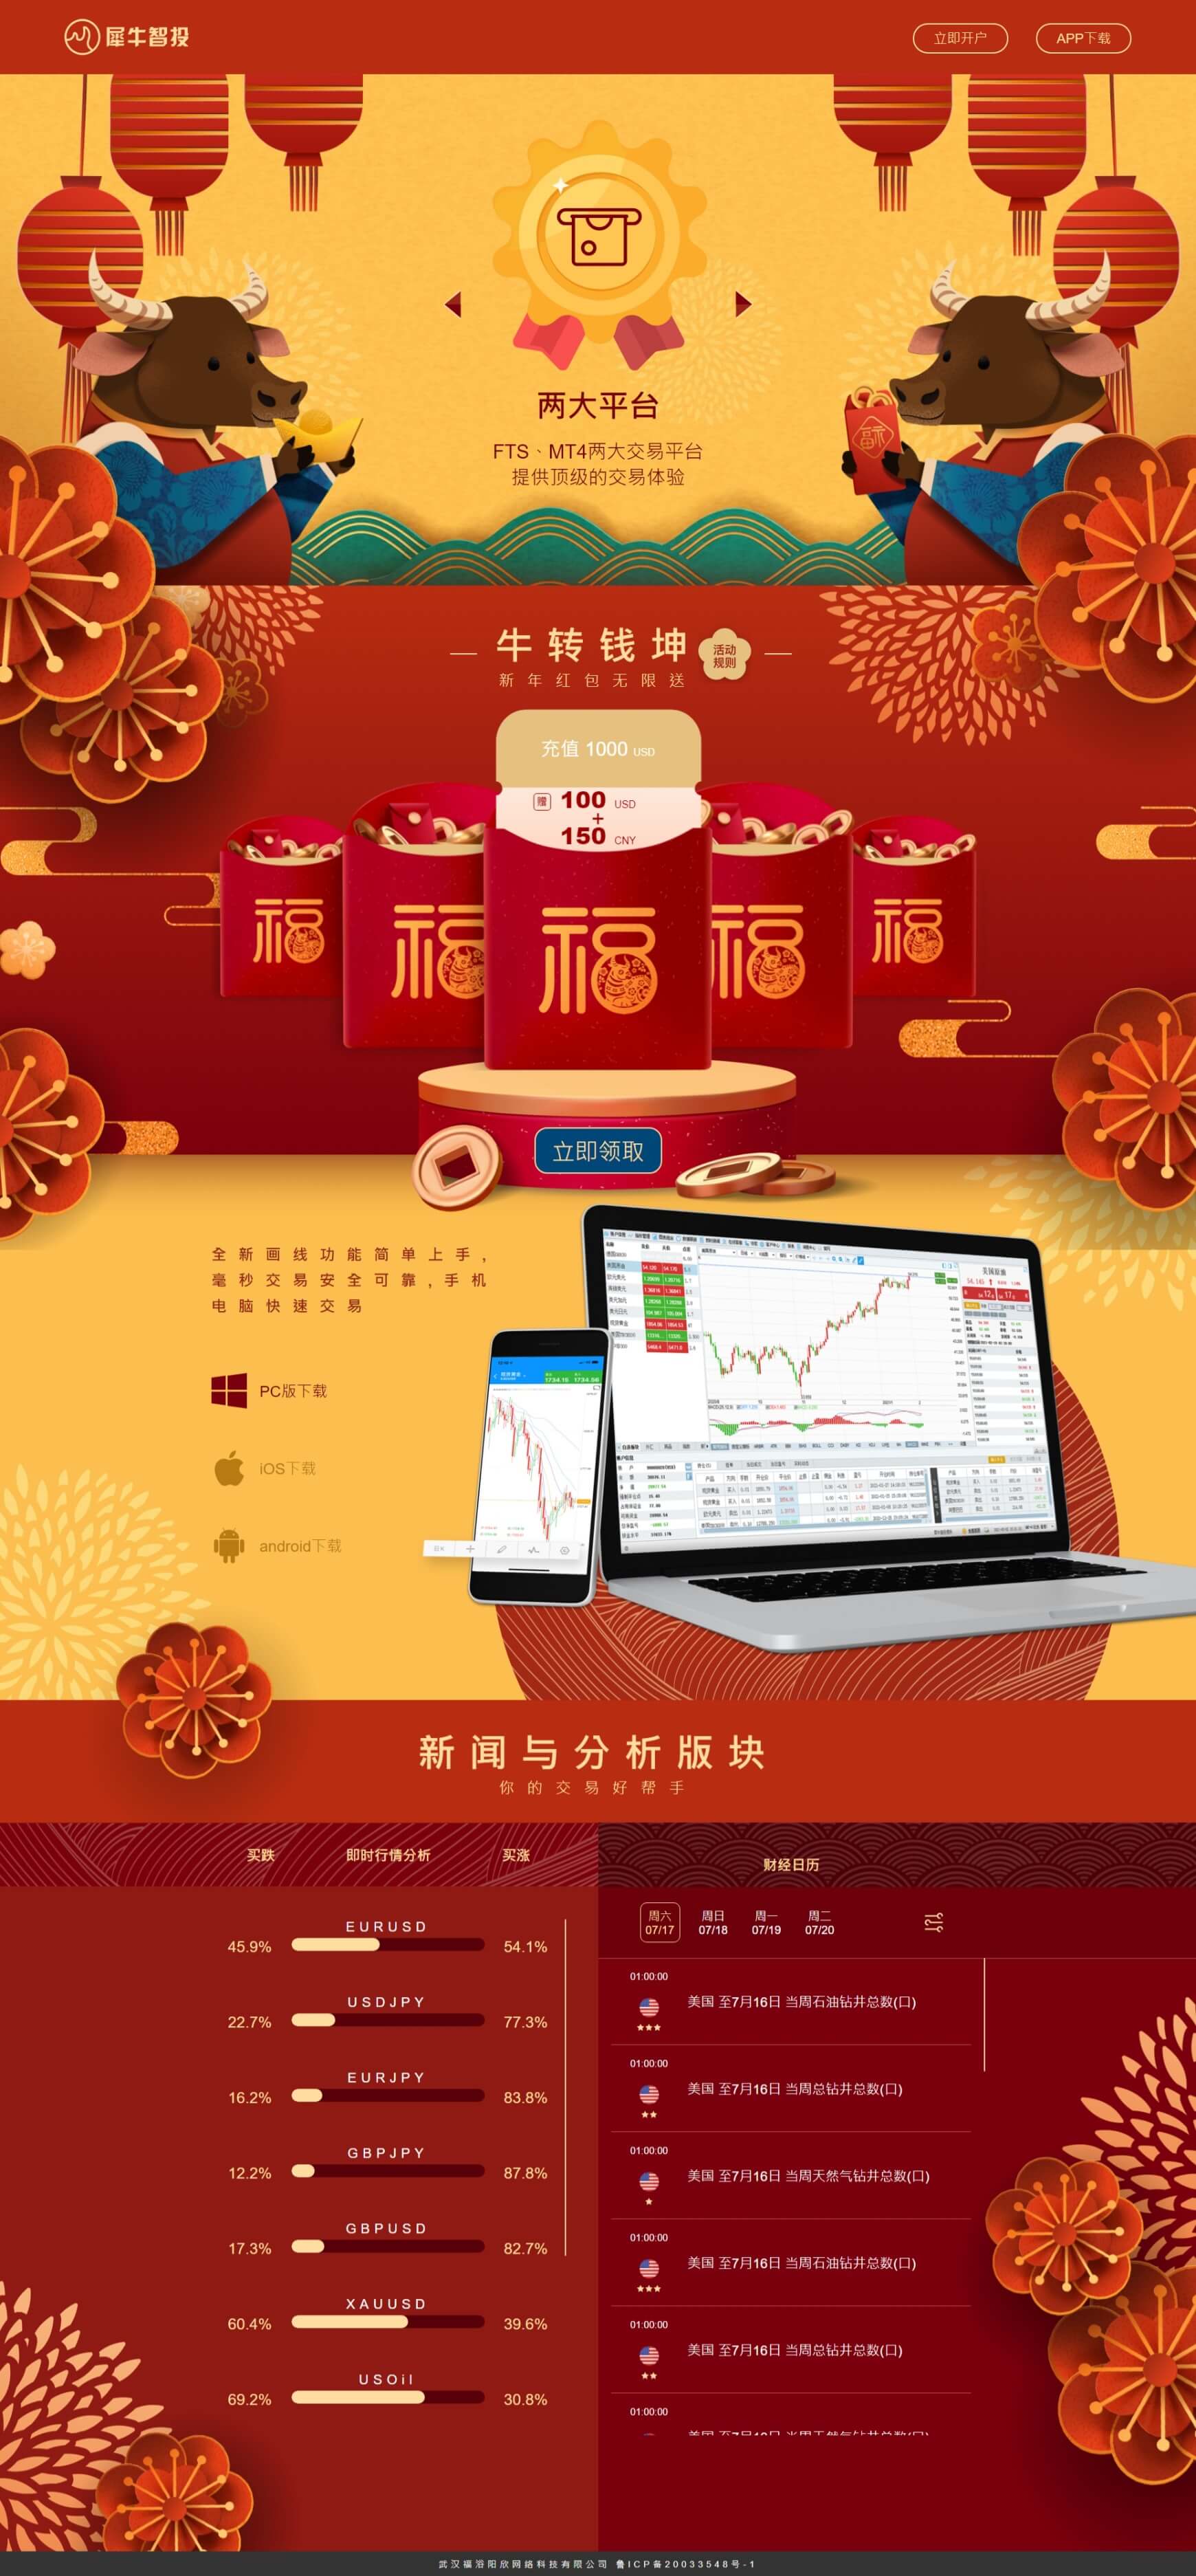 犀牛智投
立即开户
APP下载
两大平台
FTS、MT4两大交易平台
提供顶级的交易体验
牛转钱坤
活动
规则
新年红包无限送
充值 1000 USD
赠 100 USD
+
150 CNY
福 福 福 福 福
立即领取
全新画线功能简单上手，
毫秒交易安全可靠，手机
电脑快速交易
PC版下载
iOS下载
android下载
新闻与分析版块
你的交易好帮手
买跌 即时行情分析 买涨
EURUSD
45.9% 54.1%
USDJPY
22.7% 77.3%
EURJPY
16.2% 83.8%
GBPJPY
12.2% 87.8%
GBPUSD
17.3% 82.7%
XAUUSD
60.4% 39.6%
USOil
69.2% 30.8%
财经日历
周六 周日 周一 周二
07/17 07/18 07/19 07/20
01:00:00
美国 至7月16日 当周石油钻井总数(口)
01:00:00
美国 至7月16日 当周总钻井总数(口)
01:00:00
美国 至7月16日 当周天然气钻井总数(口)
01:00:00
美国 至7月16日 当周石油钻井总数(口)
01:00:00
美国 至7月16日 当周总钻井总数(口)
01:00:00
武汉福浴阳欣网络科技有限公司 鲁ICP备20033548号-1